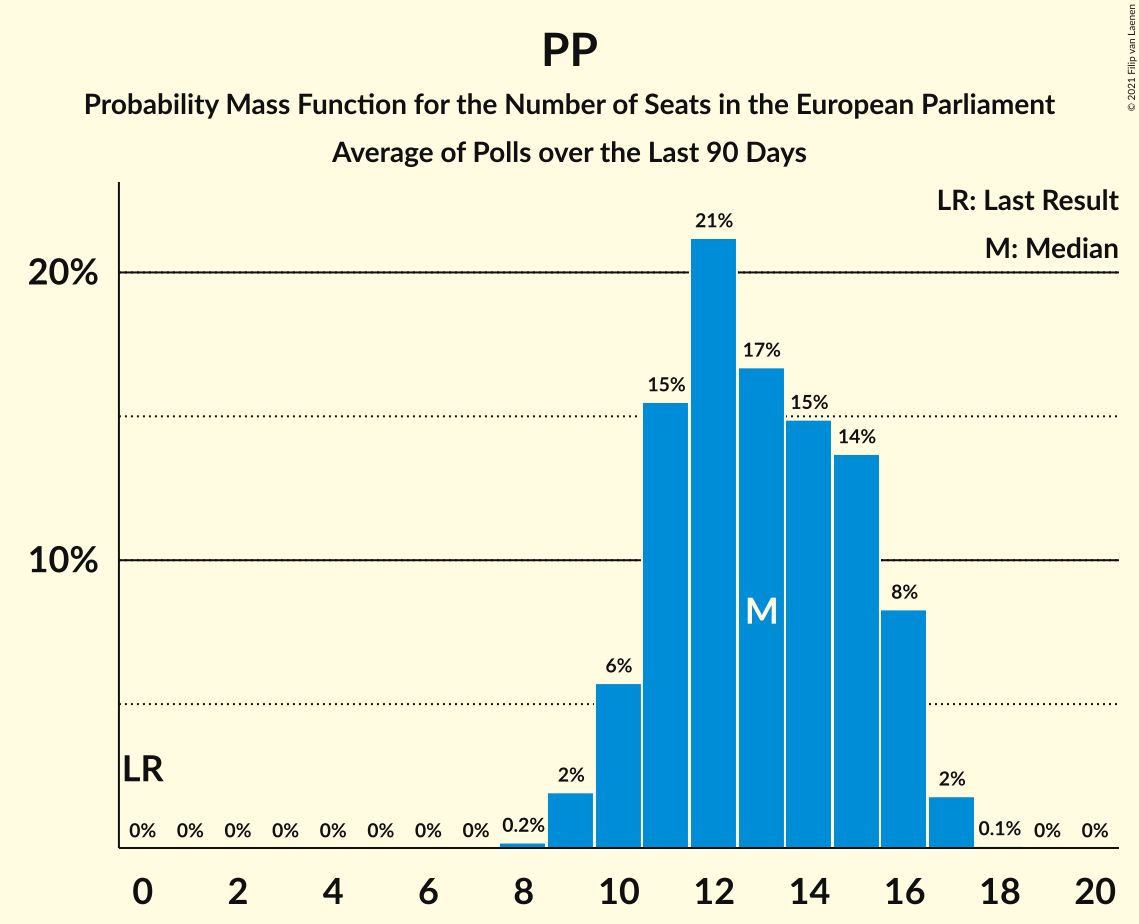 PP
Probability Mass Function for the Number of Seats in the European Parliament
Average of Polls over the Last 90 Days
© 2021 Filip van Laenen
LR: Last Result
M: Median
20%
10%
21%
17%
15%
15%
14%
8%
6%
2%
2%
0.2%
0.1%
M
LR
0% 0% 0% 0% 0% 0% 0% 0% 0% 0%
0 2 4 6 8 10 12 14 16 18 20